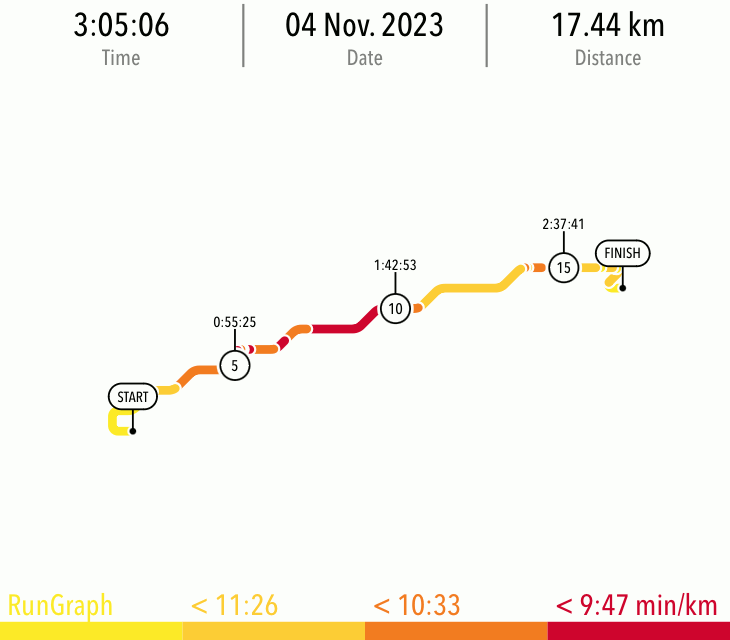 3:05:06
Time
04 Nov. 2023
Date
17.44 km
Distance
2:37:41
15
FINISH
1:42:53
10
0:55:25
5
START
RunGraph
< 11:26
< 10:33
< 9:47 min/km